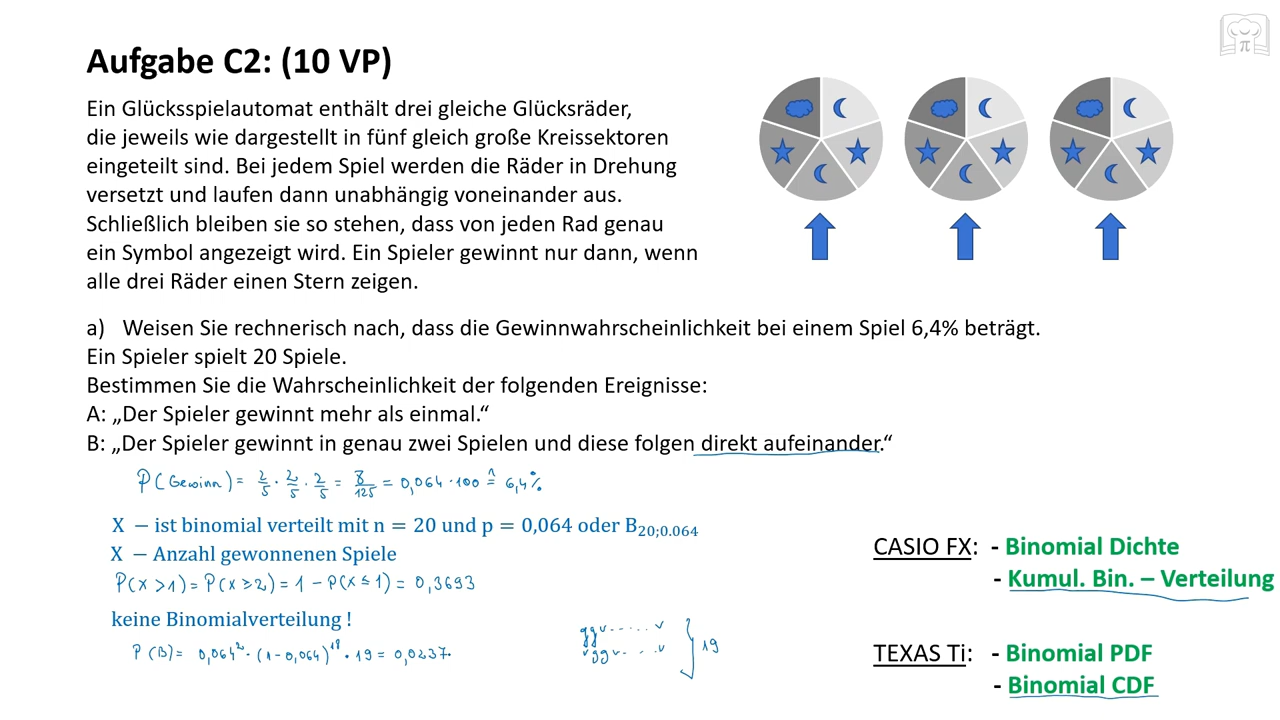 Aufgabe C2: (10 VP)
Ein Glücksspielautomat enthält drei gleiche Glücksräder,
die jeweils wie dargestellt in fünf gleich große Kreissektoren
eingeteilt sind. Bei jedem Spiel werden die Räder in Drehung
versetzt und laufen dann unabhängig voneinander aus.
Schließlich bleiben sie so stehen, dass von jeden Rad genau
ein Symbol angezeigt wird. Ein Spieler gewinnt nur dann, wenn
alle drei Räder einen Stern zeigen.
a) Weisen Sie rechnerisch nach, dass die Gewinnwahrscheinlichkeit bei einem Spiel 6,4% beträgt.
Ein Spieler spielt 20 Spiele.
Bestimmen Sie die Wahrscheinlichkeit der folgenden Ereignisse:
A: „Der Spieler gewinnt mehr als einmal.“
B: „Der Spieler gewinnt in genau zwei Spielen und diese folgen direkt aufeinander.“
P(Gewinn) = 2/5 · 2/5 · 2/5 = 8/125 = 0,064 · 100 ≙ 6,4%
X – ist binomial verteilt mit n = 20 und p = 0,064 oder B₂₀;₀.₀₆₄
X – Anzahl gewonnenen Spiele
P(X > 1) = P(X ≥ 2) = 1 – P(X ≤ 1) = 0,3693
keine Binomialverteilung !
P(B) = 0,064² · (1 – 0,064)¹⁸ · 19 = 0,0237
ggv ...... v
vgg v. . . . v
} 19
CASIO FX: - Binomial Dichte
- Kumul. Bin. – Verteilung
TEXAS Ti: - Binomial PDF
- Binomial CDF
π